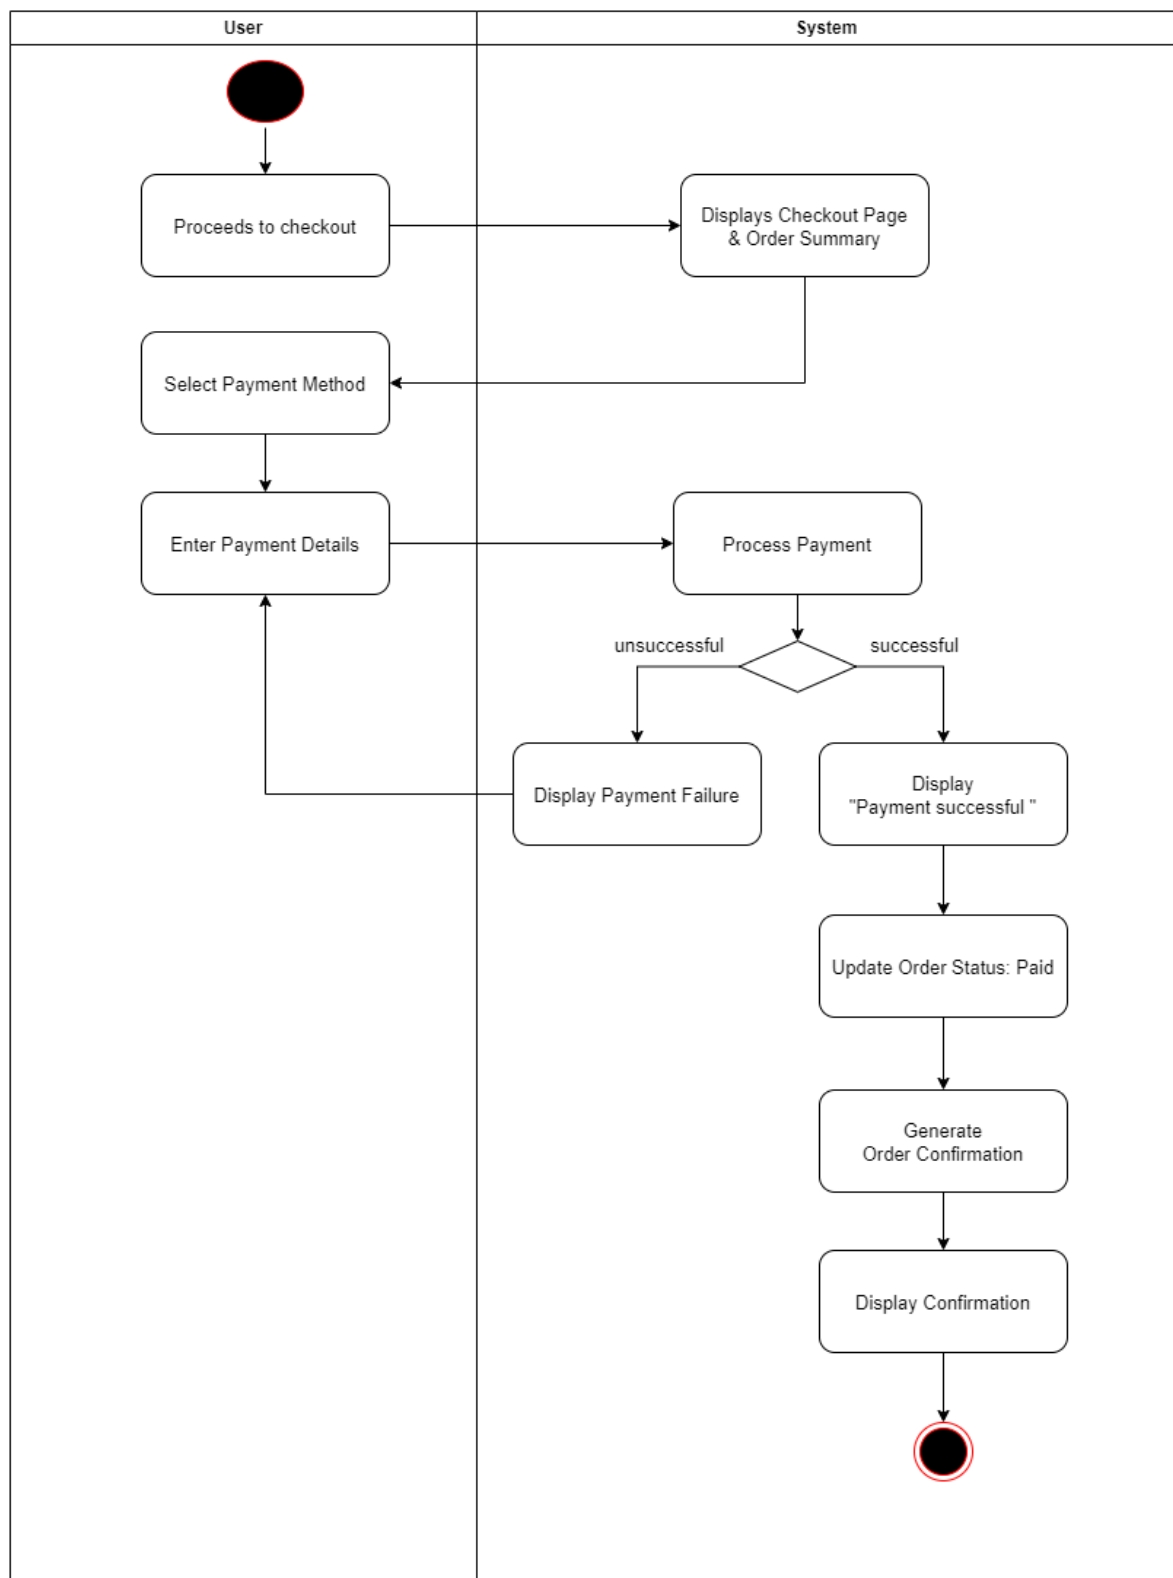 User
System
Proceeds to checkout
Displays Checkout Page
& Order Summary
Select Payment Method
Enter Payment Details
Process Payment
unsuccessful
successful
Display Payment Failure
Display
"Payment successful "
Update Order Status: Paid
Generate
Order Confirmation
Display Confirmation